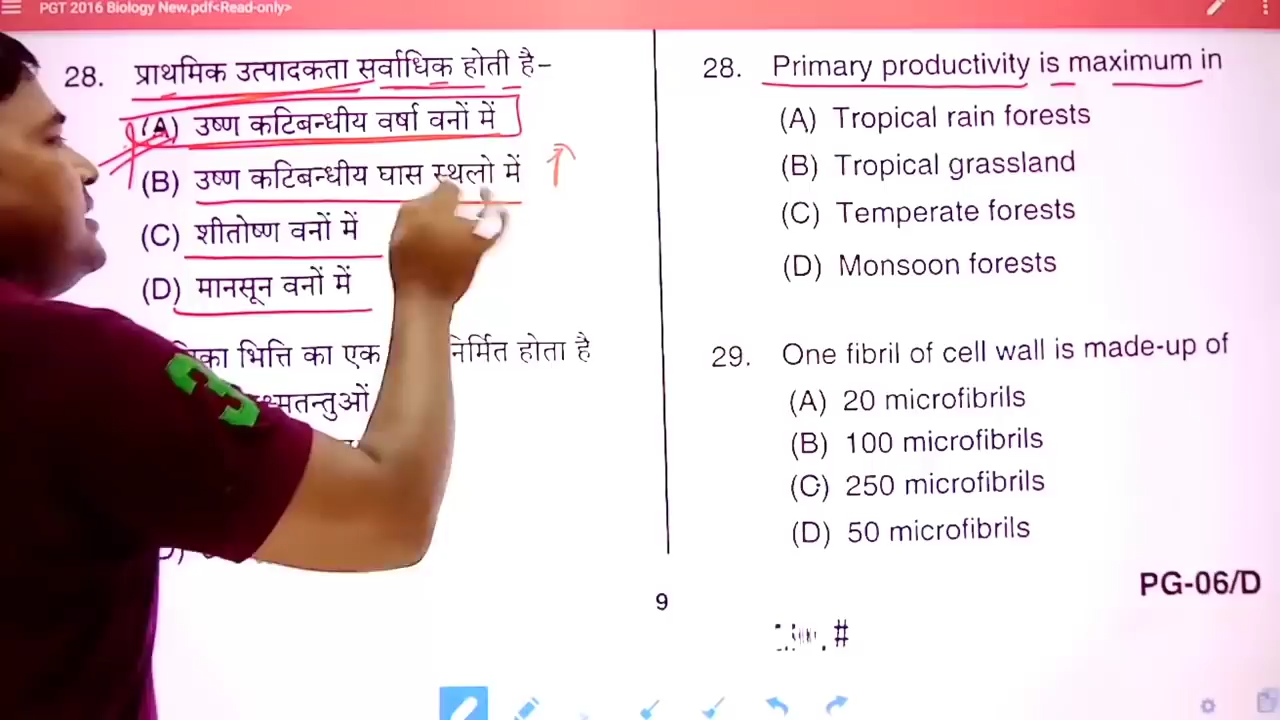 PGT 2016 Biology New.pdf<Read-only>
28. प्राथमिक उत्पादकता सर्वाधिक होती है–
(A) उष्ण कटिबन्धीय वर्षा वनों में
(B) उष्ण कटिबन्धीय घास स्थलो में
(C) शीतोष्ण वनों में
(D) मानसून वनों में
भित्ति का एक
निर्मित होता है
28. Primary productivity is maximum in
(A) Tropical rain forests
(B) Tropical grassland
(C) Temperate forests
(D) Monsoon forests
29. One fibril of cell wall is made-up of
(A) 20 microfibrils
(B) 100 microfibrils
(C) 250 microfibrils
(D) 50 microfibrils
PG-06/D
9
#
3